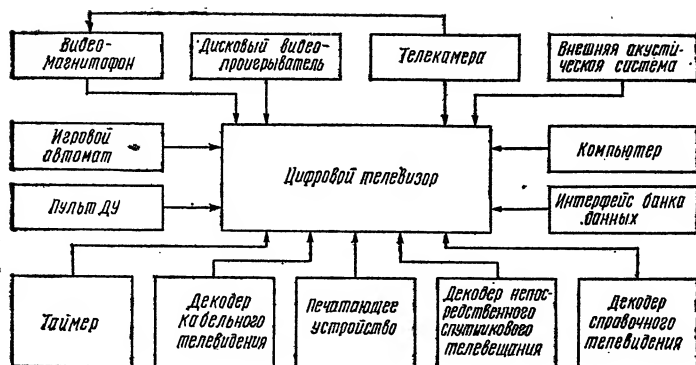 Видео-
магнитафон
Дисковый видео-
проигрыватель
Телекамера
Внешняя акусти-
ческая система
Игровой
автомат
Цифровой телевизор
Компьютер
Пульт ДУ
Интерфейс банка
данных
Таймер
Декодер
кабельного
телевидения
Печатающее
устройство
Декодер непос-
редственного
спутникового
телевещания
Декодер
справочного
телевидения